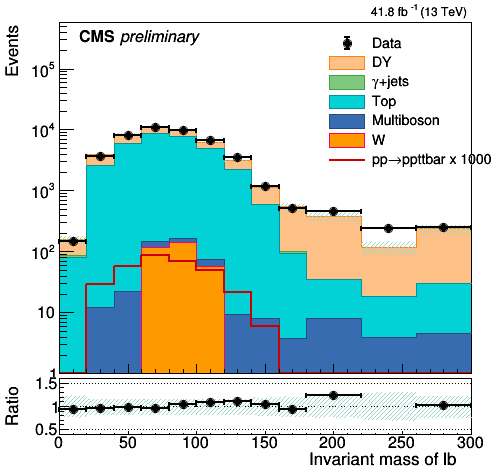 41.8 fb⁻¹ (13 TeV)
CMS preliminary
Events
Data
DY
γ+jets
Top
Multiboson
W
pp→ppttbar x 1000
10⁵
10⁴
10³
10²
10
1
Ratio
1.5
1
0.5
0 50 100 150 200 250 300
Invariant mass of lb